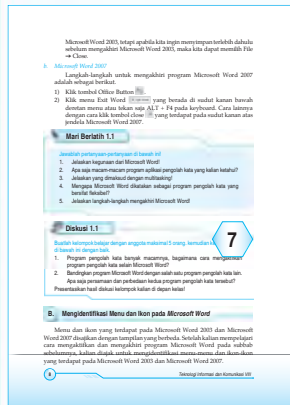 Microsoft Word 2003, tetapi apabila kita ingin menyimpan terlebih dahulu
sebelum mengakhiri Microsoft Word 2003, maka kita dapat memilih File
→ Close.
b. Microsoft Word 2007
Langkah-langkah untuk mengakhiri program Microsoft Word 2007
adalah sebagai berikut.
1) Klik tombol Office Button
2) Klik menu Exit Word yang berada di sudut kanan bawah
deretan menu atau tekan saja ALT + F4 pada keyboard. Cara lainnya
dengan cara klik tombol close yang terdapat pada sudut kanan atas
jendela Microsoft Word 2007.
Mari Berlatih 1.1
Jawablah pertanyaan-pertanyaan di bawah ini!
1. Jelaskan kegunaan dari Microsoft Word!
2. Apa saja macam-macam program aplikasi pengolah kata yang kalian ketahui?
3. Jelaskan yang dimaksud dengan multitasking!
4. Mengapa Microsoft Word dikatakan sebagai program pengolah kata yang
bersifat fleksibel?
5. Jelaskan langkah-langkah mengakhiri Microsoft Word!
Diskusi 1.1
Buatlah kelompok belajar dengan anggota maksimal 5 orang, kemudian
di bawah ini dengan baik.
1. Program pengolah kata banyak macamnya, bagaimana cara
program pengolah kata selain Microsoft Word?
2. Bandingkan program Microsoft Word dengan salah satu program pengolah kata lain.
Apa saja persamaan dan perbedaan kedua program pengolah kata tersebut?
Presentasikan hasil diskusi kelompok kalian di depan kelas!
7
B. Mengidentifikasi Menu dan Ikon pada Microsoft Word
Menu dan ikon yang terdapat pada Microsoft Word 2003 dan Microsoft
Word 2007 disajikan dengan tampilan yang berbeda. Setelah kalian mempelajari
cara mengaktifkan dan mengakhiri program Microsoft Word pada subbab
sebelumnya, kalian diajak untuk mengidentifikasi menu-menu dan ikon-ikon
yang terdapat pada Microsoft Word 2003 dan Microsoft Word 2007.
Teknologi Informasi dan Komunikasi VIII